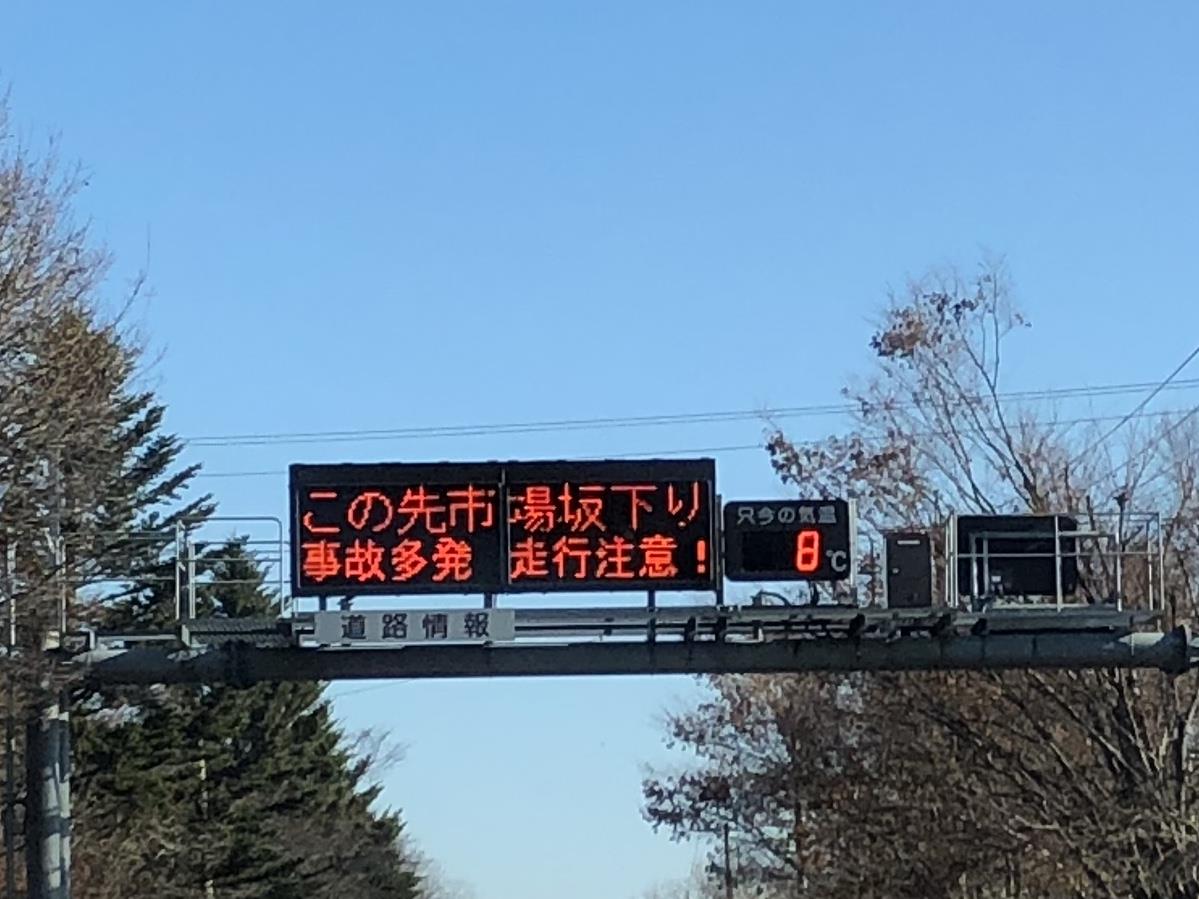 この先市場坂下り
事故多発 走行注意!
只今の気温
8℃
道路情報